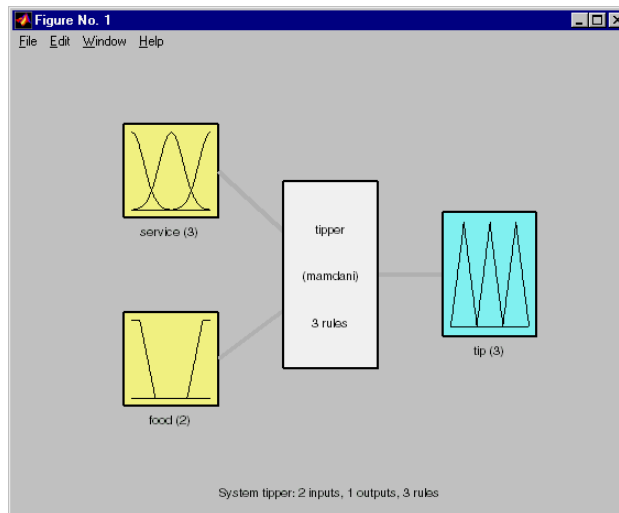 Figure No. 1
File Edit Window Help
service (3)
tipper
(mamdani)
3 rules
tip (3)
food (2)
System tipper: 2 inputs, 1 outputs, 3 rules